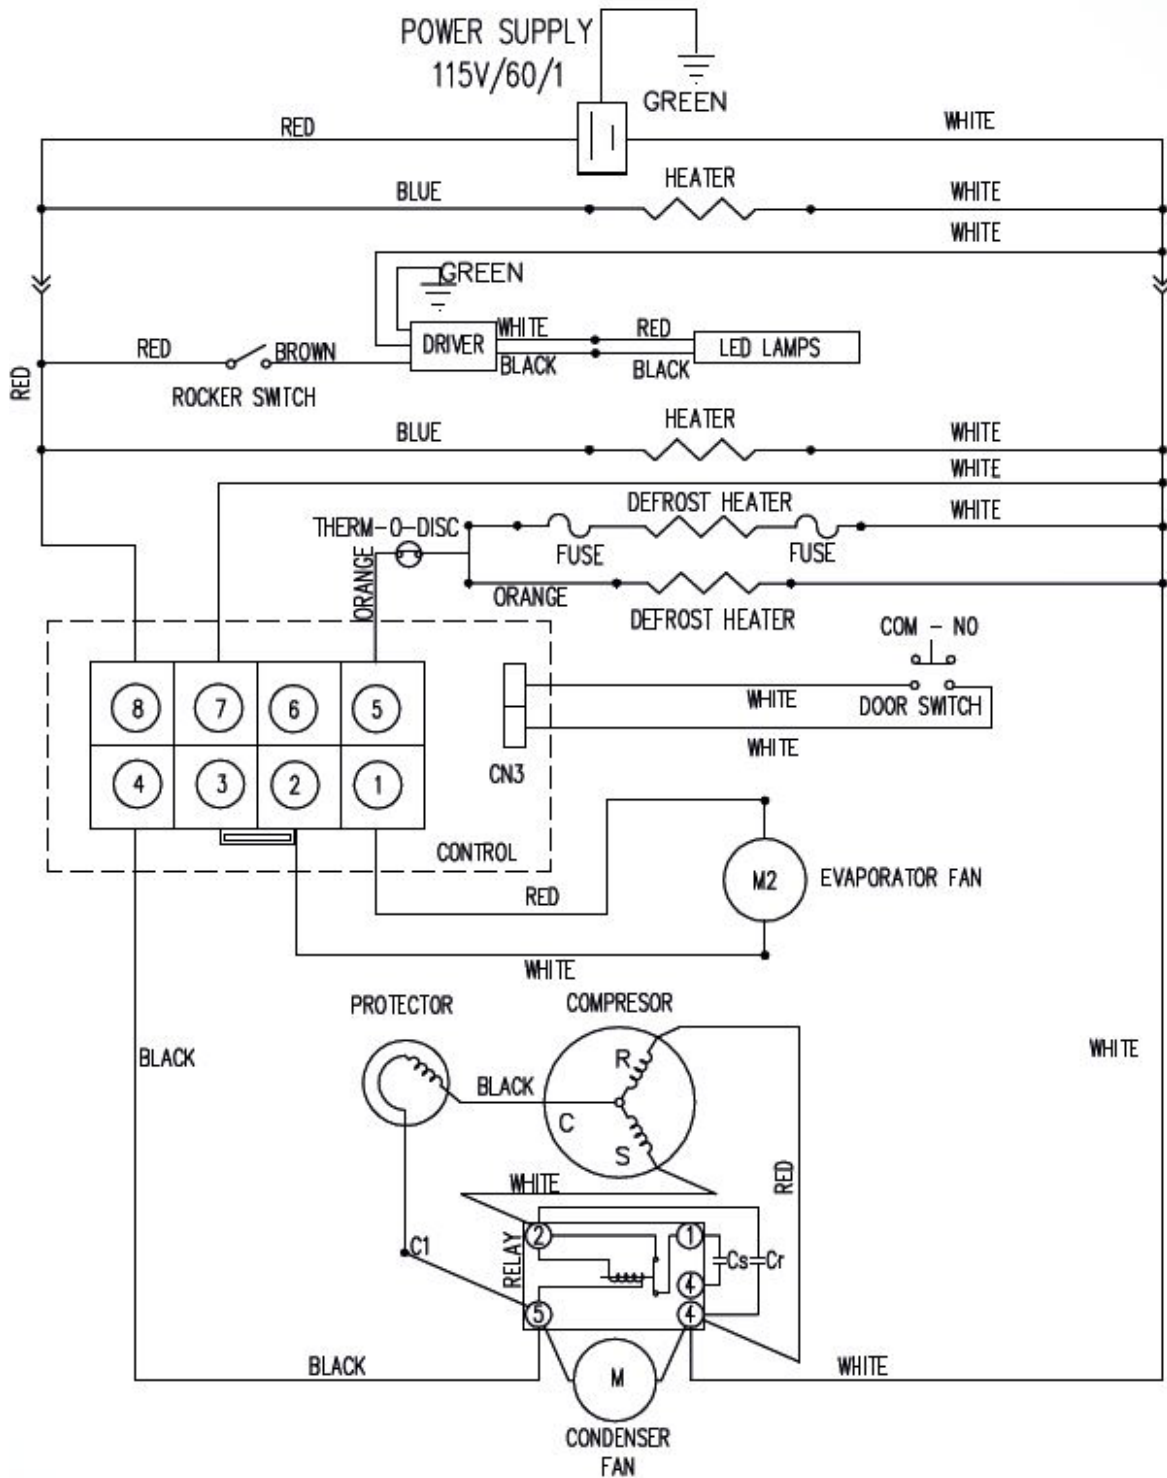 POWER SUPPLY
115V/60/1
GREEN
RED
WHITE
BLUE
HEATER
WHITE
WHITE
GREEN
RED
BROWN
DRIVER
WHITE
BLACK
RED
BLACK
LED LAMPS
ROCKER SWITCH
RED
BLUE
HEATER
WHITE
WHITE
THERM-O-DISC
DEFROST HEATER
WHITE
FUSE
FUSE
ORANGE
ORANGE
DEFROST HEATER
COM - NO
WHITE
DOOR SWITCH
WHITE
8
7
6
5
4
3
2
1
CN3
CONTROL
RED
M2
EVAPORATOR FAN
WHITE
PROTECTOR
COMPRESOR
BLACK
BLACK
R
C
S
WHITE
WHITE
RED
C1
RELAY
2
1
Cs
Cr
4
5
4
BLACK
M
WHITE
CONDENSER
FAN